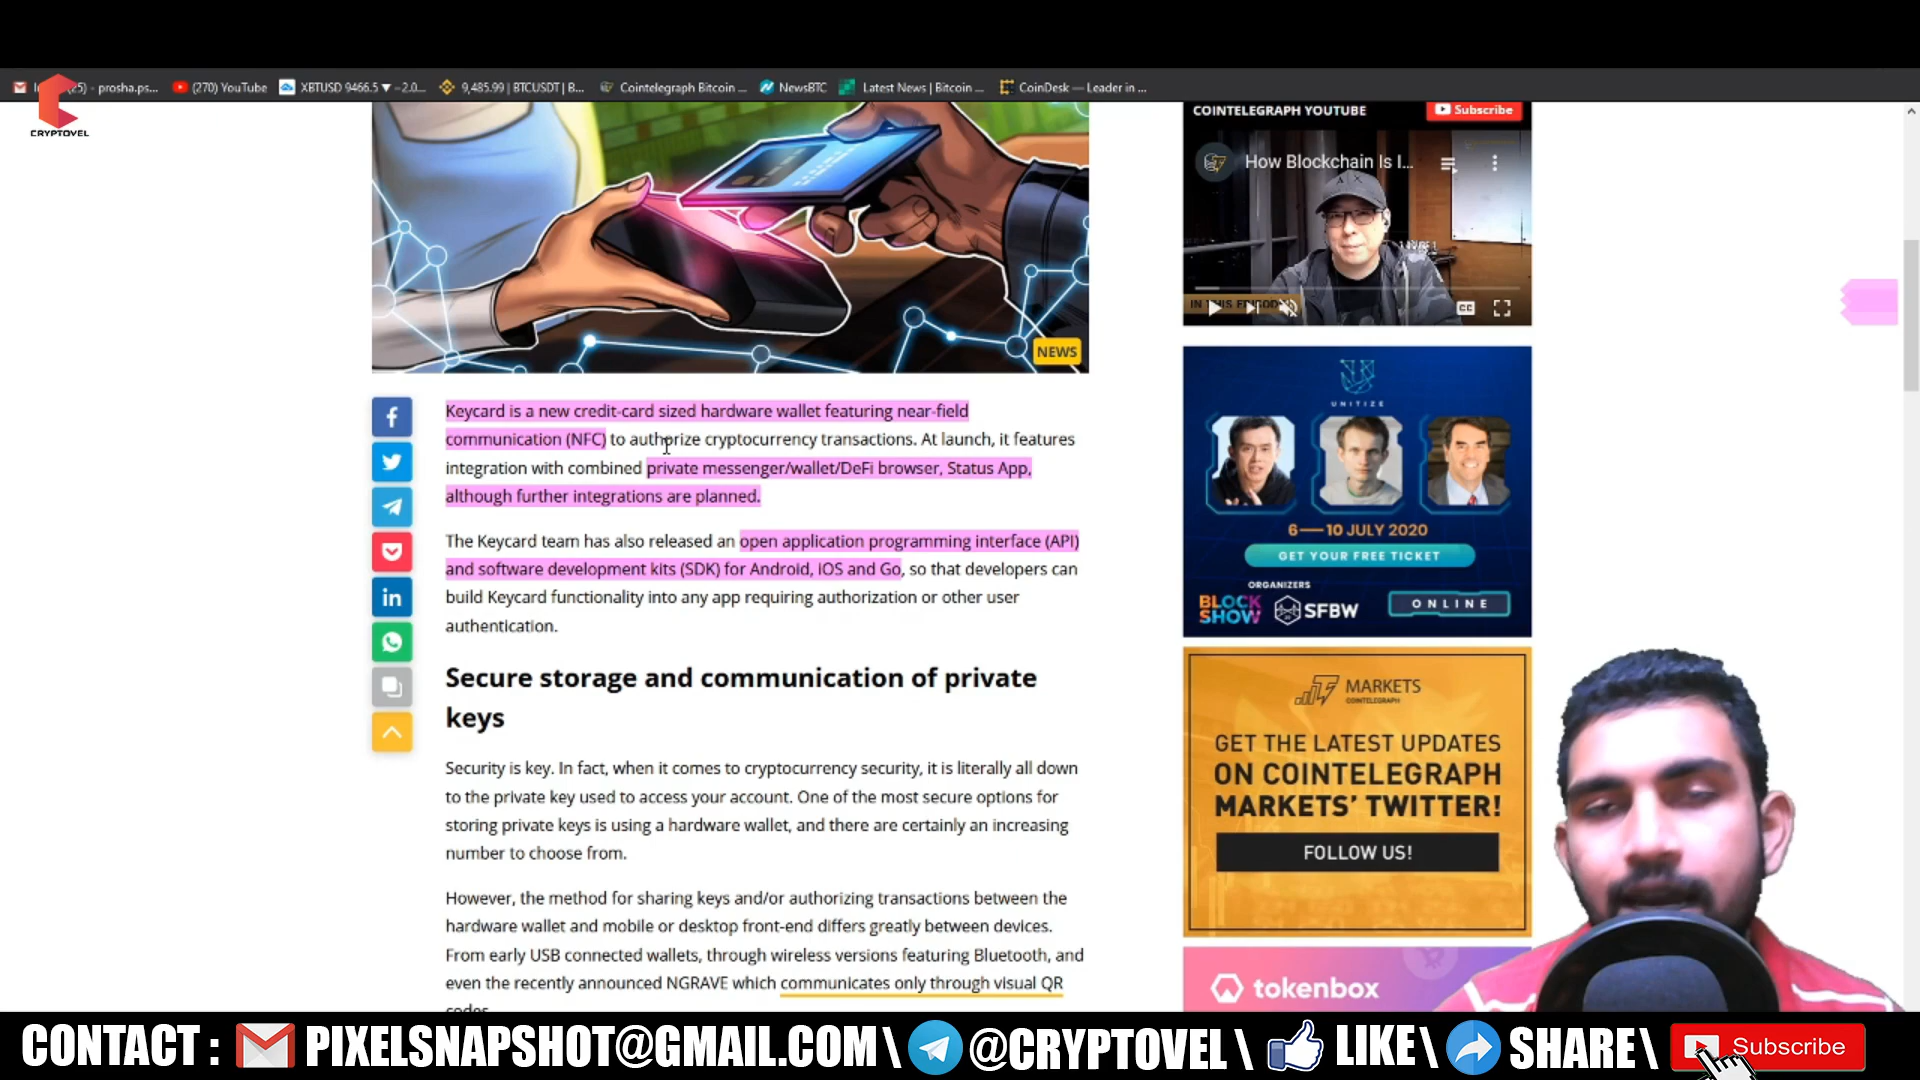 (270) YouTube
XBTUSD 9466.5 ▼ −2.0...
9,485.99 | BTCUSDT | B...
Cointelegraph Bitcoin ...
NewsBTC
Latest News | Bitcoin ...
CoinDesk — Leader in ...
CRYPTOVEL
COINTELEGRAPH YOUTUBE
Subscribe
How Blockchain Is I...
CC
NEWS
Keycard is a new credit-card sized hardware wallet featuring near-field
communication (NFC) to authorize cryptocurrency transactions. At launch, it features
integration with combined private messenger/wallet/DeFi browser, Status App,
although further integrations are planned.
The Keycard team has also released an open application programming interface (API)
and software development kits (SDK) for Android, iOS and Go, so that developers can
build Keycard functionality into any app requiring authorization or other user
authentication.
Secure storage and communication of private
keys
Security is key. In fact, when it comes to cryptocurrency security, it is literally all down
to the private key used to access your account. One of the most secure options for
storing private keys is using a hardware wallet, and there are certainly an increasing
number to choose from.
However, the method for sharing keys and/or authorizing transactions between the
hardware wallet and mobile or desktop front-end differs greatly between devices.
From early USB connected wallets, through wireless versions featuring Bluetooth, and
even the recently announced NGRAVE which communicates only through visual QR
codes
UNITIZE
6—10 JULY 2020
GET YOUR FREE TICKET
ORGANIZERS
BLOCK
SHOW
SFBW
ONLINE
MARKETS
COINTELEGRAPH
GET THE LATEST UPDATES
ON COINTELEGRAPH
MARKETS' TWITTER!
FOLLOW US!
tokenbox
CONTACT : PIXELSNAPSHOT@GMAIL.COM \ @CRYPTOVEL \ LIKE \ SHARE \ Subscribe